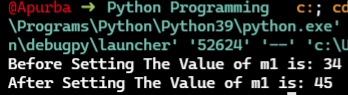 @Apurba → Python Programming c:; cd
\Programs\Python\Python39\python.exe'
n\debugpy\launcher' '52624' '--' 'c:\U
Before Setting The Value of m1 is: 34
After Setting The Value of m1 is: 45